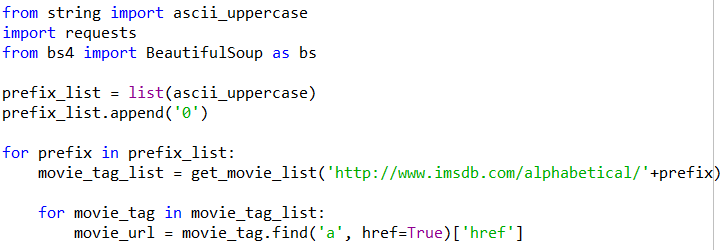 from string import ascii_uppercase
import requests
from bs4 import BeautifulSoup as bs
prefix_list = list(ascii_uppercase)
prefix_list.append('0')
for prefix in prefix_list:
movie_tag_list = get_movie_list('http://www.imsdb.com/alphabetical/'+prefix)
for movie_tag in movie_tag_list:
movie_url = movie_tag.find('a', href=True)['href']